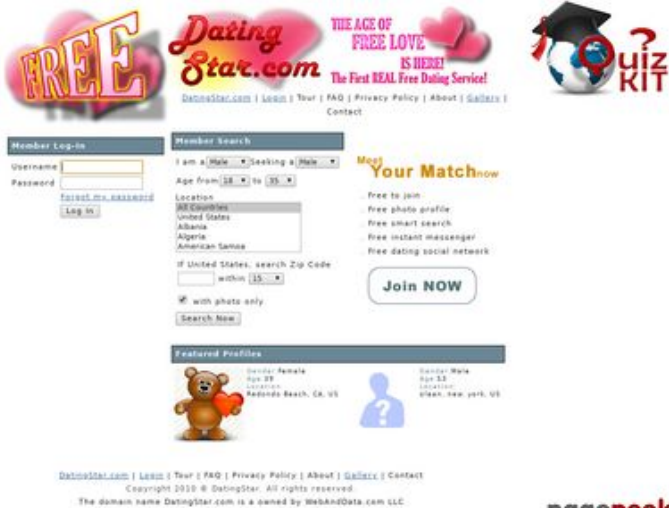 FREE
Dating
Star.com
THE AGE OF
FREE LOVE
IS HERE!
The First REAL Free Dating Service!
Quiz
KIT
DatingStar.com | Login | Tour | FAQ | Privacy Policy | About | Gallery |
Contact
Member Log-In
Username
Password
Forgot my password
Log in
Member Search
I am a Male Seeking a Male
Age from 18 to 35
Location
All Countries
United States
Albania
Algeria
American Samoa
If United States, search Zip Code
within 15
with photo only
Search Now
Meet
Your Match now
free to join
free photo profile
free smart search
free instant messenger
free dating social network
Join NOW
Featured Profiles
Gender Female
Location
Redondo Beach, CA, US
Gender Male
Location
olean, new york, US
DatingStar.com | Login | Tour | FAQ | Privacy Policy | About | Gallery | Contact
Copyright 2010 © DatingStar. All rights reserved.
The domain name DatingStar.com is a owned by WebAndData.com LLC